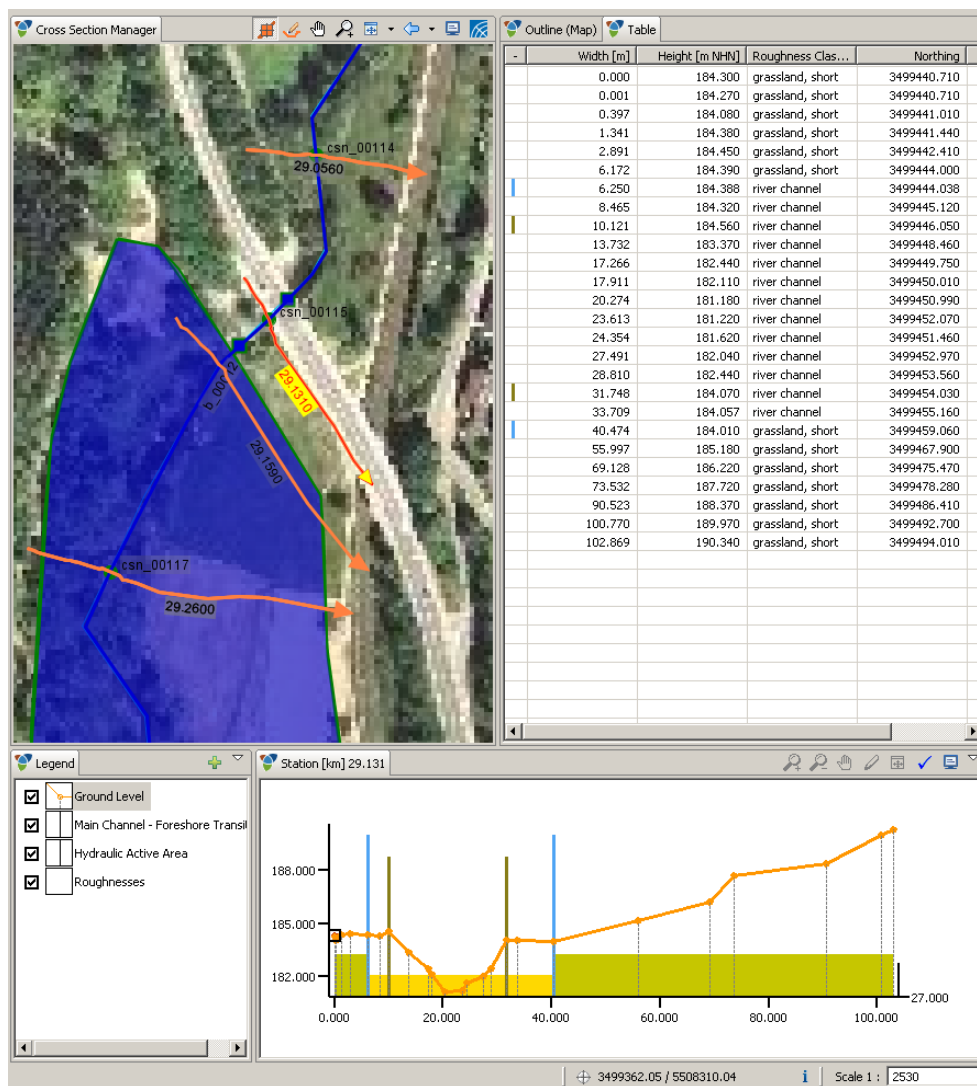 Cross Section Manager
csn_00114
29.0560
csn_00115
b_00012
29.1310
29.1590
csn_00117
29.2600
Outline (Map) Table
- Width [m] Height [m NHN] Roughness Clas... Northing
0.000 184.300 grassland, short 3499440.710
0.001 184.270 grassland, short 3499440.710
0.397 184.080 grassland, short 3499441.010
1.341 184.380 grassland, short 3499441.440
2.891 184.450 grassland, short 3499442.410
6.172 184.390 grassland, short 3499444.000
6.250 184.388 river channel 3499444.038
8.465 184.320 river channel 3499445.120
10.121 184.560 river channel 3499446.050
13.732 183.370 river channel 3499448.460
17.266 182.440 river channel 3499449.750
17.911 182.110 river channel 3499450.010
20.274 181.180 river channel 3499450.990
23.613 181.220 river channel 3499452.070
24.354 181.620 river channel 3499451.460
27.491 182.040 river channel 3499452.970
28.810 182.440 river channel 3499453.560
31.748 184.070 river channel 3499454.030
33.709 184.057 river channel 3499455.160
40.474 184.010 grassland, short 3499459.060
55.997 185.180 grassland, short 3499467.900
69.128 186.220 grassland, short 3499475.470
73.532 187.720 grassland, short 3499478.280
90.523 188.370 grassland, short 3499486.410
100.770 189.970 grassland, short 3499492.700
102.869 190.340 grassland, short 3499494.010
Legend
Ground Level
Main Channel - Foreshore Transi
Hydraulic Active Area
Roughnesses
Station [km] 29.131
188.000
185.000
182.000
27.000
0.000 20.000 40.000 60.000 80.000 100.000
3499362.05 / 5508310.04 i Scale 1 : 2530